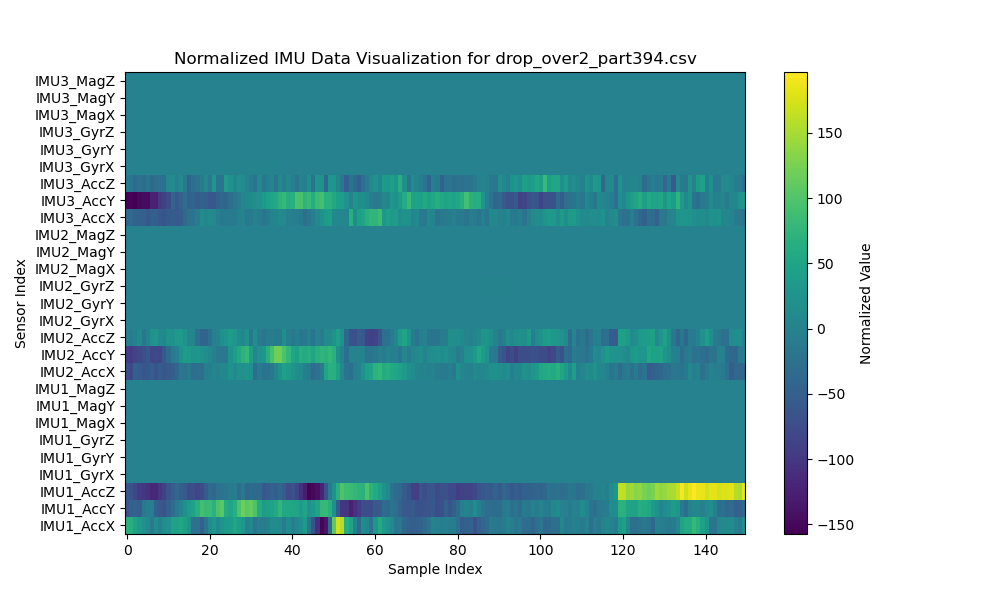 Normalized IMU Data Visualization for drop_over2_part394.csv
IMU3_MagZ
IMU3_MagY
IMU3_MagX
IMU3_GyrZ
IMU3_GyrY
IMU3_GyrX
IMU3_AccZ
IMU3_AccY
IMU3_AccX
IMU2_MagZ
IMU2_MagY
IMU2_MagX
IMU2_GyrZ
IMU2_GyrY
IMU2_GyrX
IMU2_AccZ
IMU2_AccY
IMU2_AccX
IMU1_MagZ
IMU1_MagY
IMU1_MagX
IMU1_GyrZ
IMU1_GyrY
IMU1_GyrX
IMU1_AccZ
IMU1_AccY
IMU1_AccX
Sensor Index
0 20 40 60 80 100 120 140
Sample Index
150
100
50
0
−50
−100
−150
Normalized Value